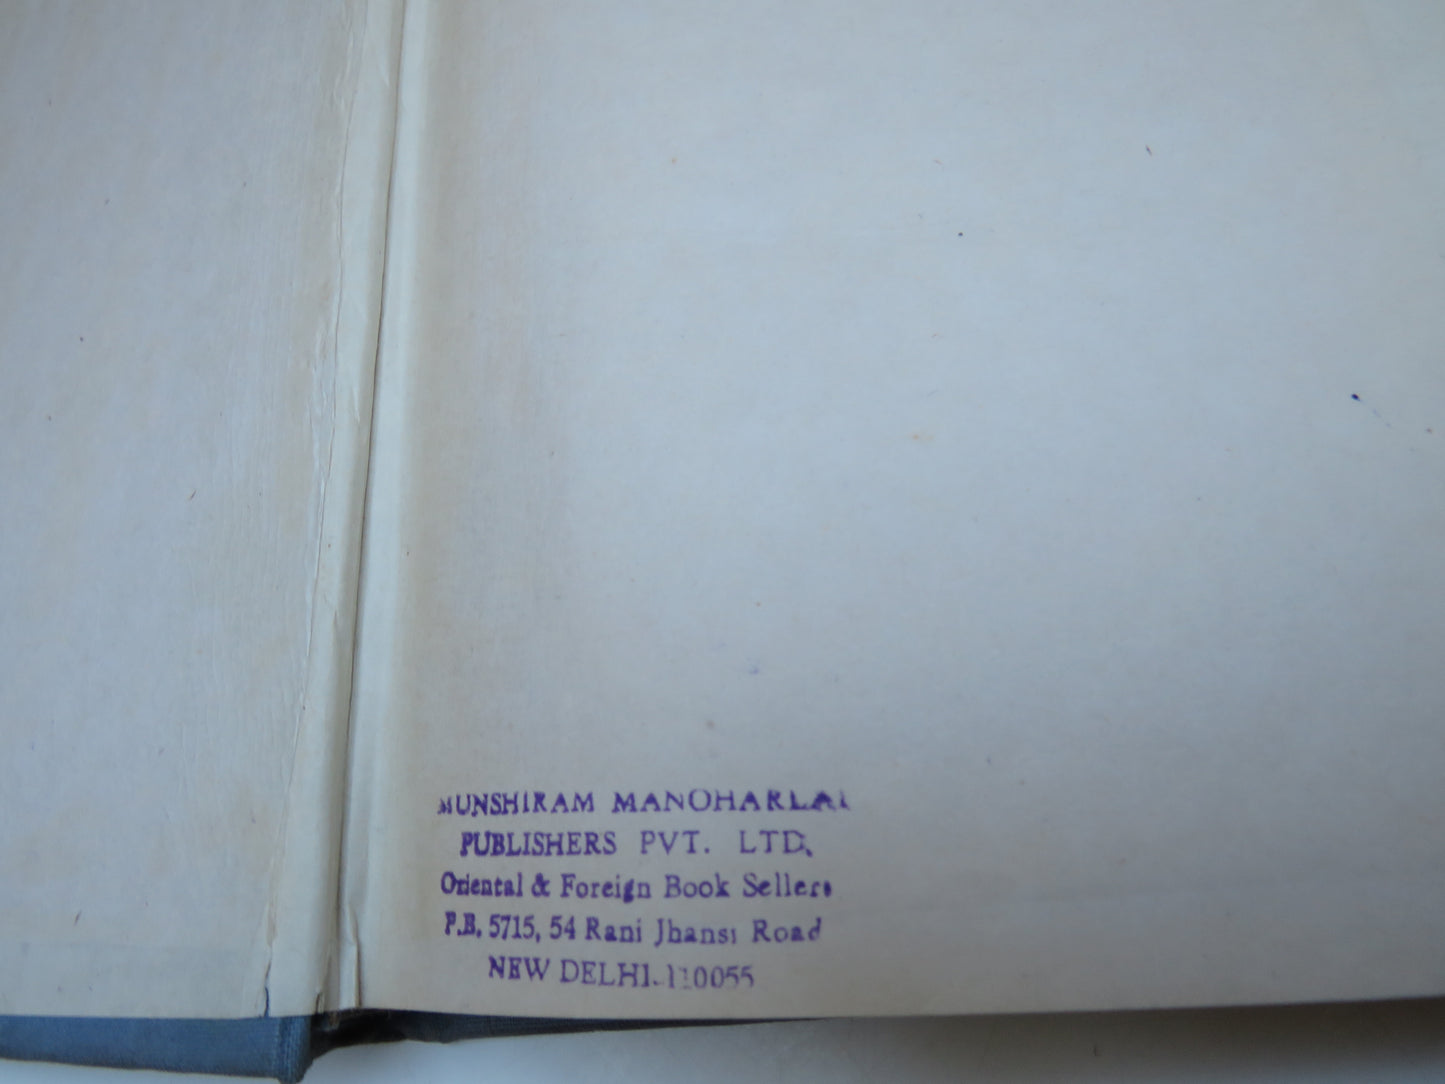 MUNSHIRAM MANOHARLAL
PUBLISHERS PVT. LTD.
Oriental & Foreign Book Sellers
P.B. 5715, 54 Rani Jhansi Road
NEW DELHI-110055